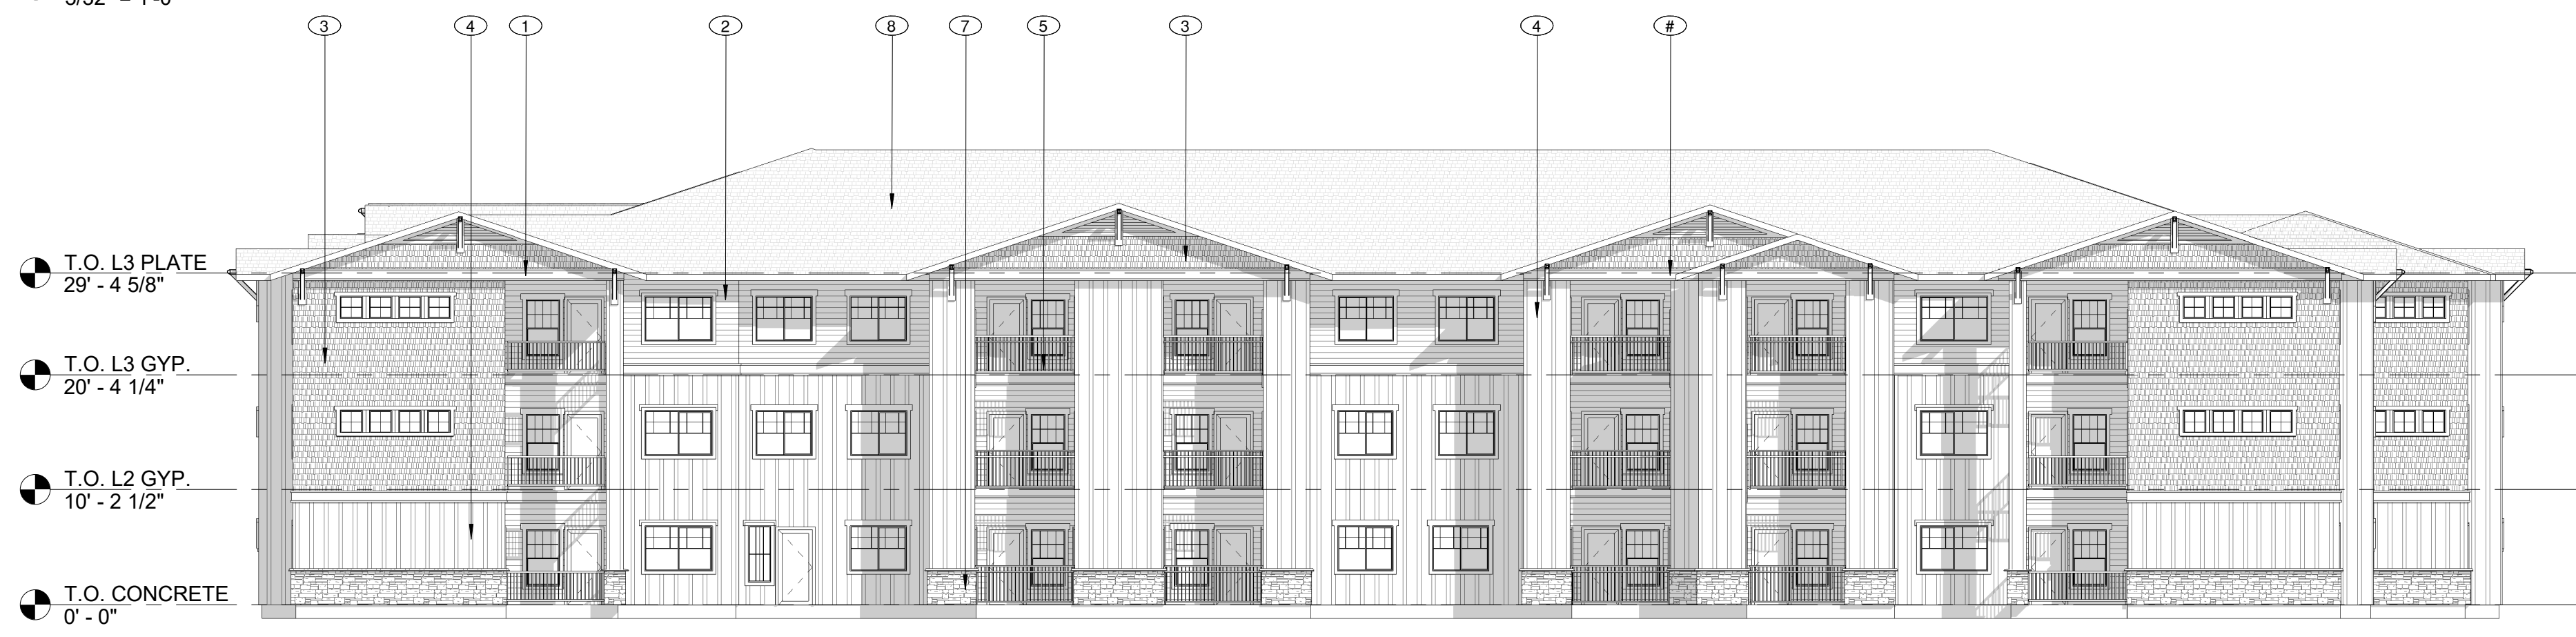 3 4 1 2 8 7 5 3 4 #
T.O. L3 PLATE
29' - 4 5/8"
T.O. L3 GYP.
20' - 4 1/4"
T.O. L2 GYP.
10' - 2 1/2"
T.O. CONCRETE
0' - 0"